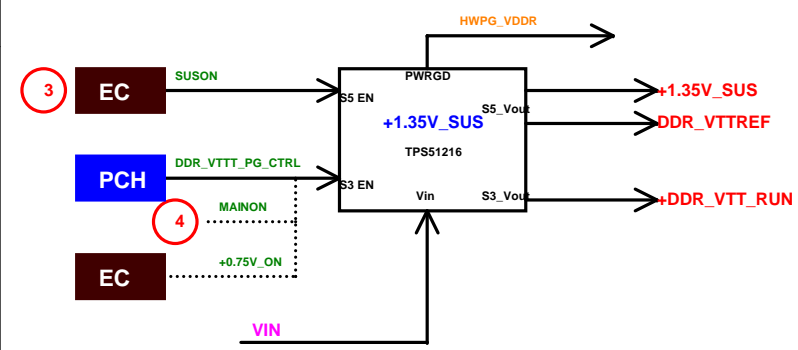 HWPG_VDDR
3
EC
SUSON
PWRGD
S5 EN
S5_Vout
+1.35V_SUS
+1.35V_SUS
DDR_VTTREF
TPS51216
PCH
DDR_VTTT_PG_CTRL
S3 EN
Vin
S3_Vout
+DDR_VTT_RUN
4
MAINON
EC
+0.75V_ON
VIN